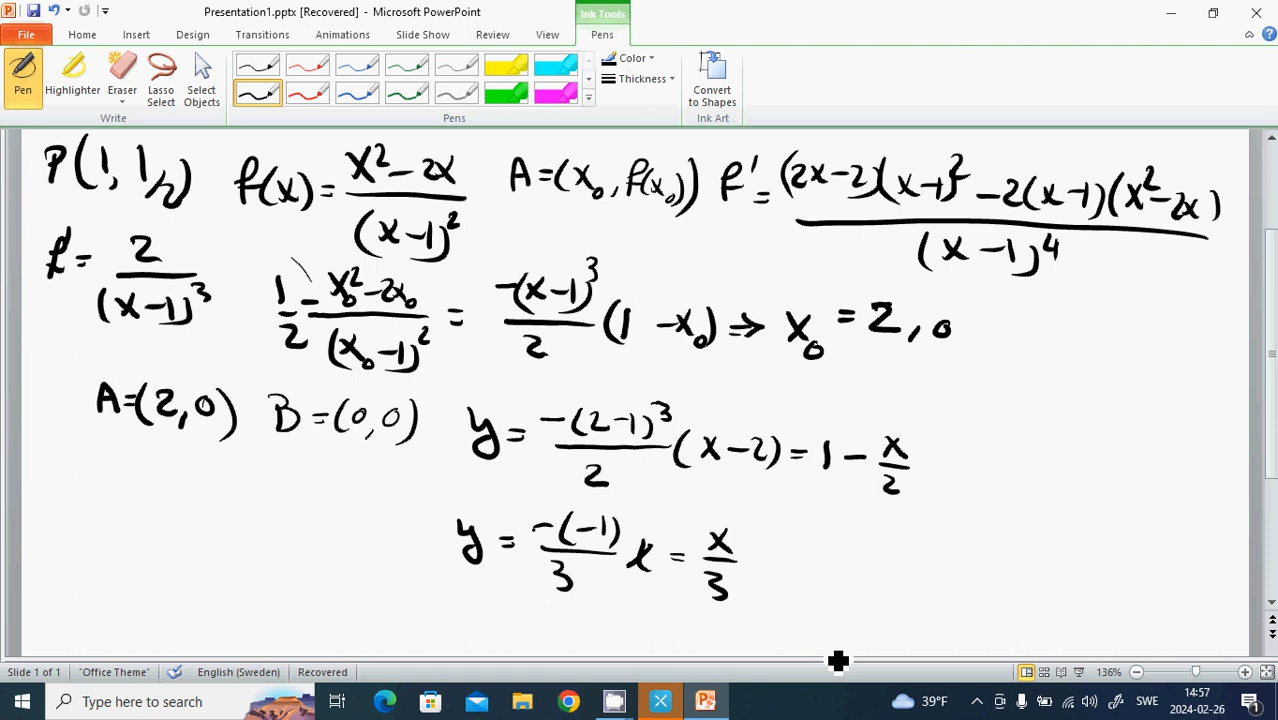 Presentation1.pptx [Recovered] - Microsoft PowerPoint
Ink Tools
File Home Insert Design Transitions Animations Slide Show Review View Pens
Pen Highlighter Eraser Lasso Select Select Objects
Color
Thickness
Convert to Shapes
Write Pens Ink Art
P(1, 1/2) f(x) = (x² - 2x)/(x-1)² A=(x₀, f(x₀)) f' = ((2x-2)(x-1)² - 2(x-1)(x²-2x))/(x-1)⁴
f' = 2/(x-1)³ 1/2 - (x₀² - 2x₀)/(x₀-1)² = -(x-1)³/2 (1 - x₀) ⇒ x₀ = 2, 0
A=(2,0) B=(0,0) y = -(2-1)³/2 (x-2) = 1 - x/2
y = -(-1)/3 x = x/3
Slide 1 of 1 "Office Theme" English (Sweden) Recovered 136%
Type here to search 39°F SWE 14:57
2024-02-26